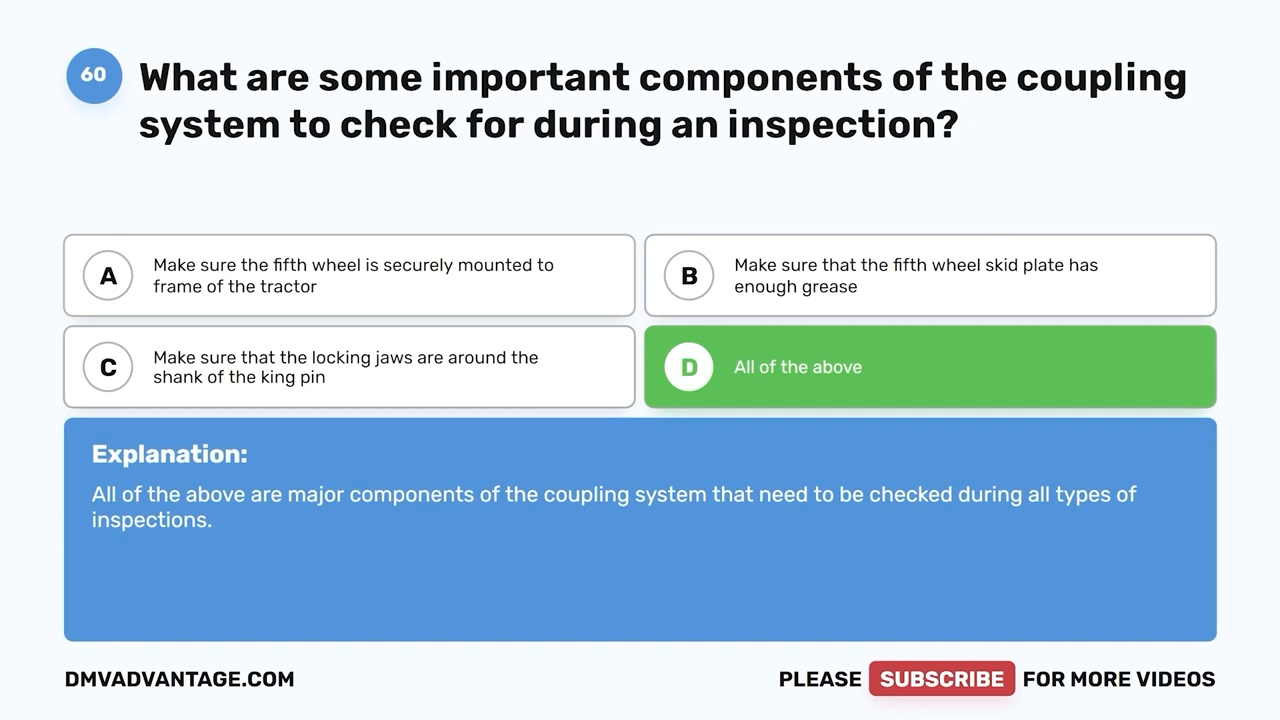 60
What are some important components of the coupling
system to check for during an inspection?
A
Make sure the fifth wheel is securely mounted to
frame of the tractor
B
Make sure that the fifth wheel skid plate has
enough grease
C
Make sure that the locking jaws are around the
shank of the king pin
D
All of the above
Explanation:
All of the above are major components of the coupling system that need to be checked during all types of
inspections.
DMVADVANTAGE.COM
PLEASE SUBSCRIBE FOR MORE VIDEOS